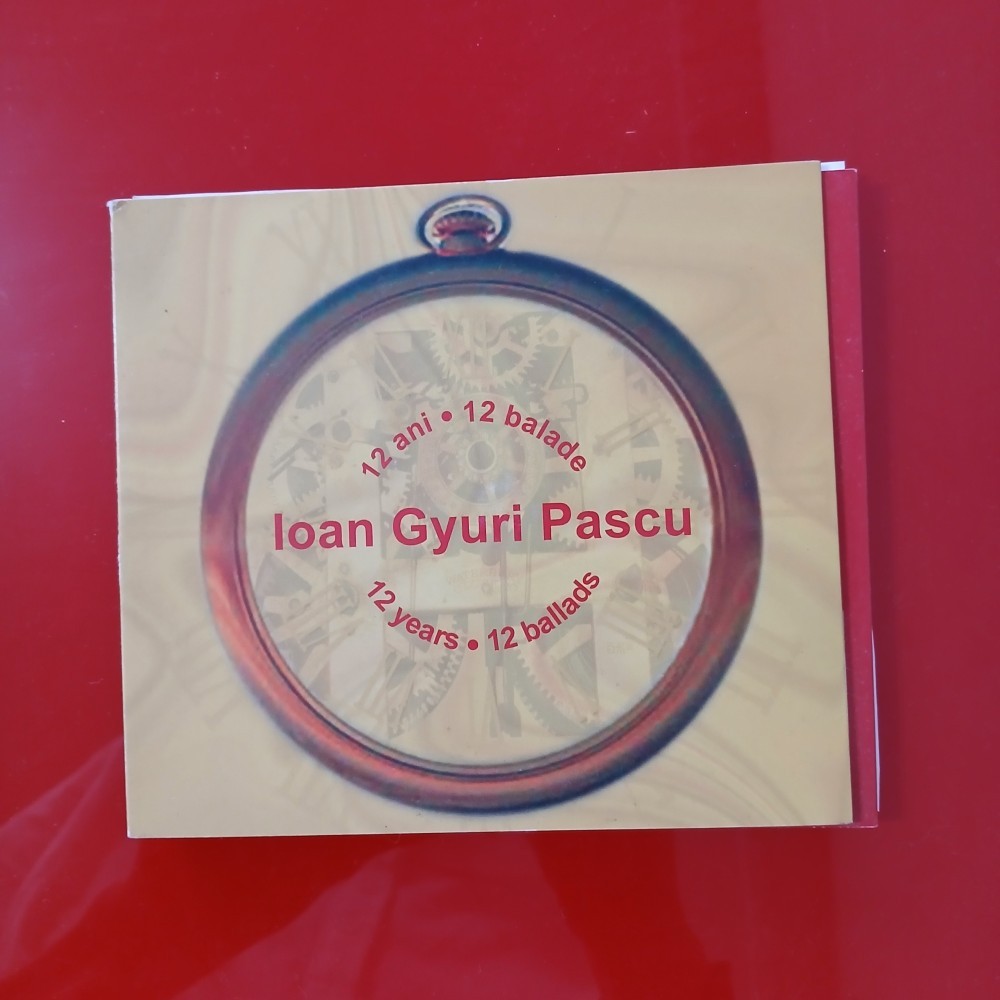 12 ani • 12 balade
Ioan Gyuri Pascu
12 years • 12 ballads